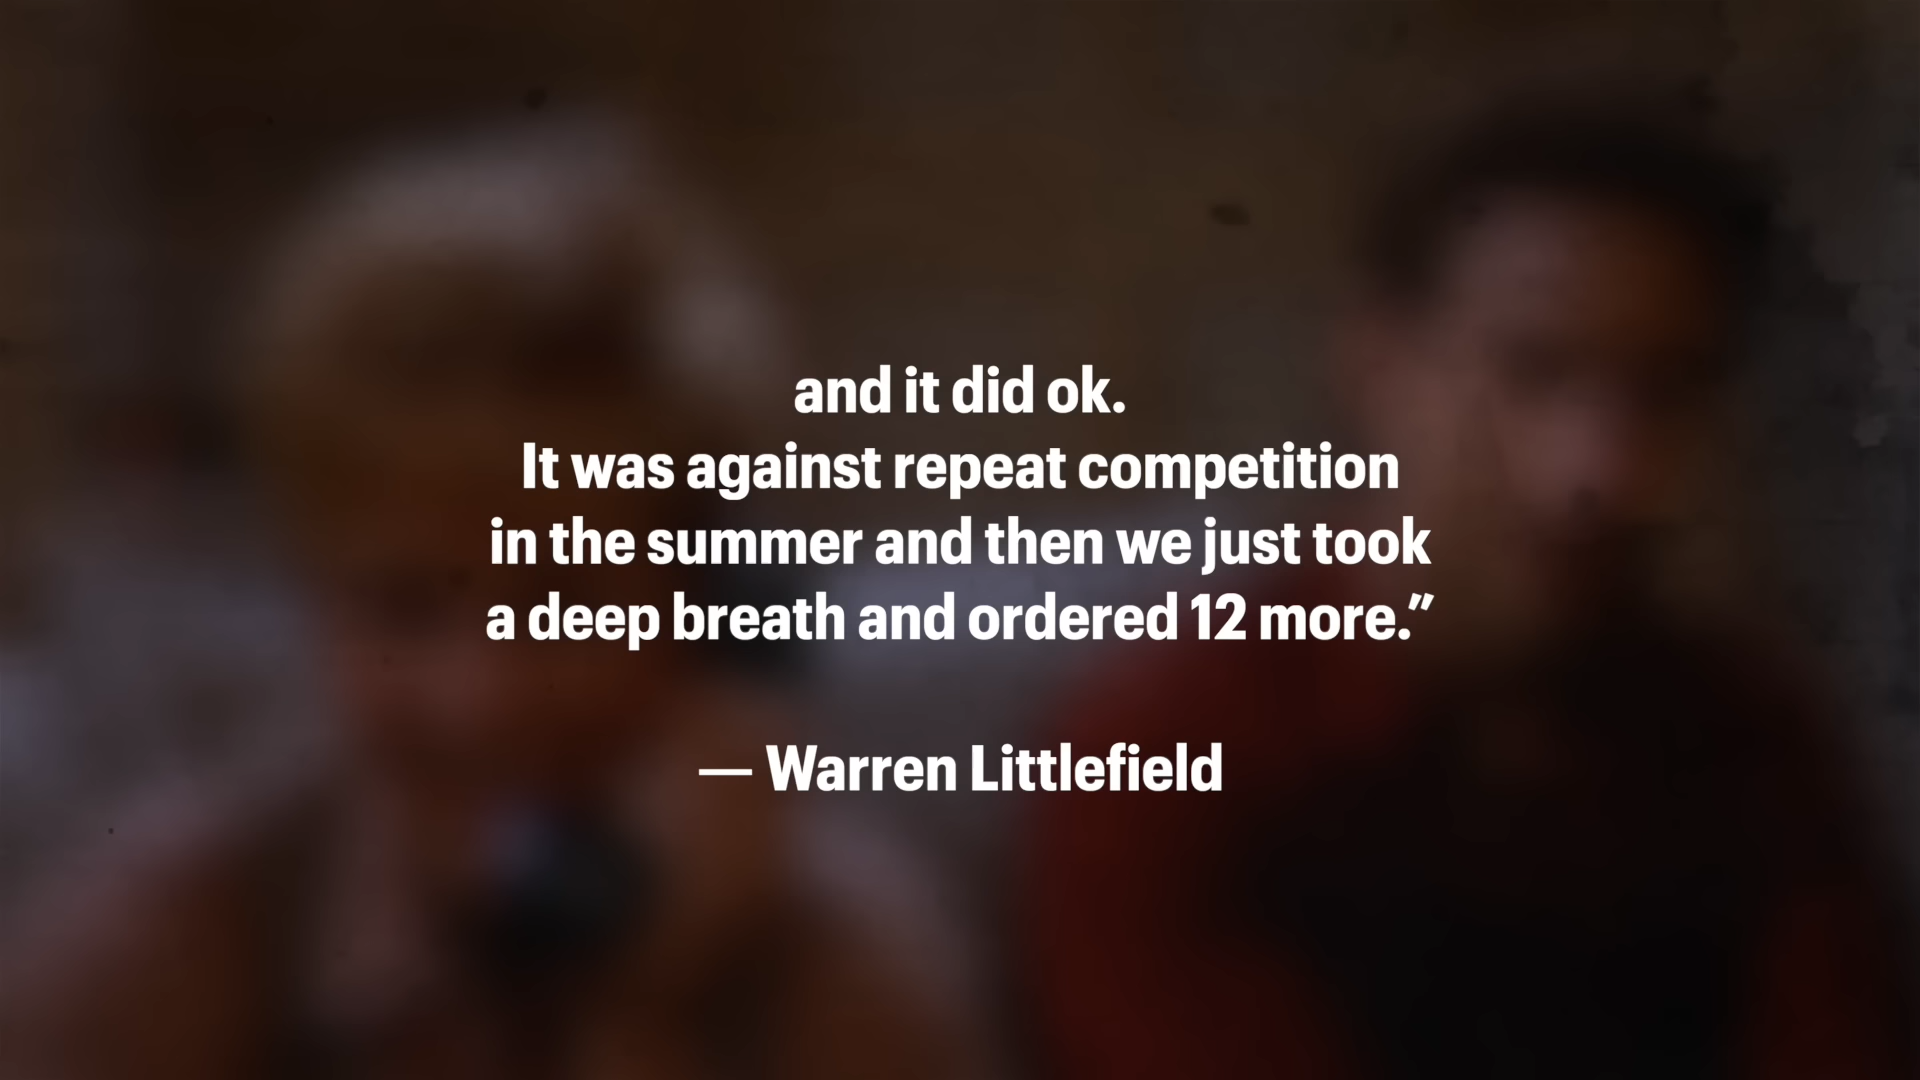 and it did ok.
It was against repeat competition
in the summer and then we just took
a deep breath and ordered 12 more.”
— Warren Littlefield